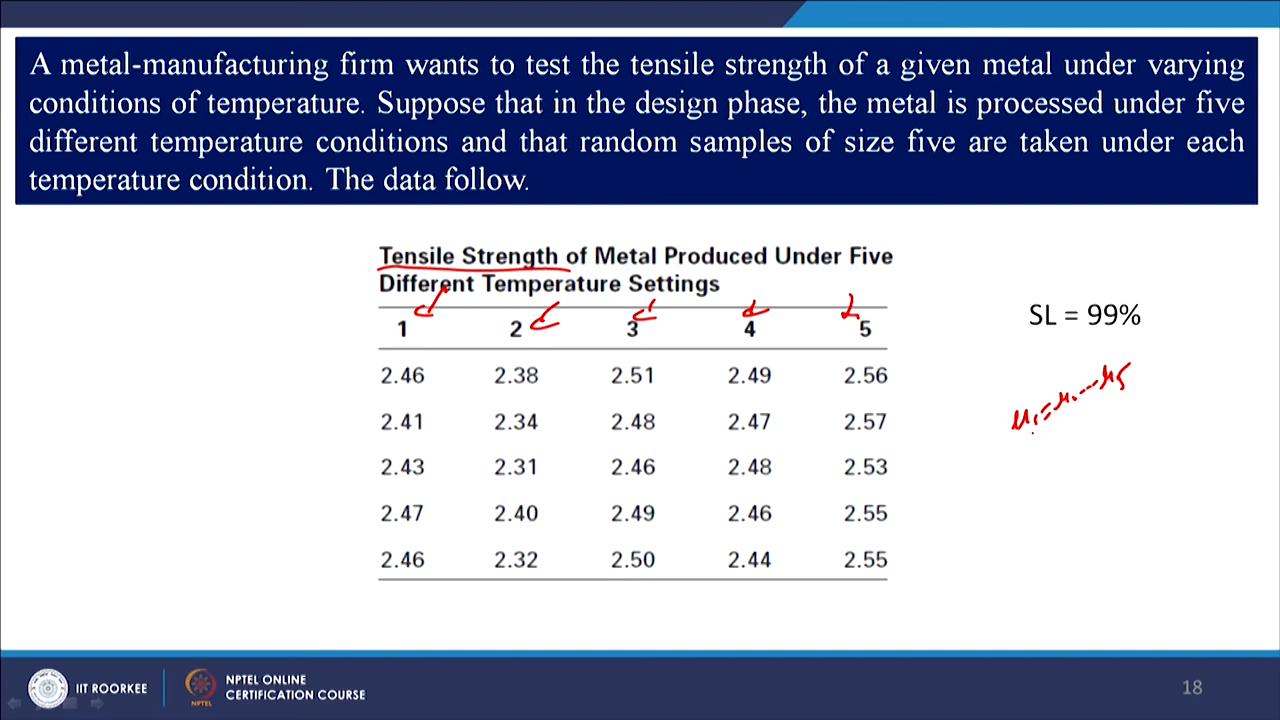 A metal-manufacturing firm wants to test the tensile strength of a given metal under varying
conditions of temperature. Suppose that in the design phase, the metal is processed under five
different temperature conditions and that random samples of size five are taken under each
temperature condition. The data follow.
Tensile Strength of Metal Produced Under Five
Different Temperature Settings
1 2 3 4 5
2.46 2.38 2.51 2.49 2.56
2.41 2.34 2.48 2.47 2.57
2.43 2.31 2.46 2.48 2.53
2.47 2.40 2.49 2.46 2.55
2.46 2.32 2.50 2.44 2.55
SL = 99%
IIT ROORKEE
NPTEL
NPTEL ONLINE
CERTIFICATION COURSE
18